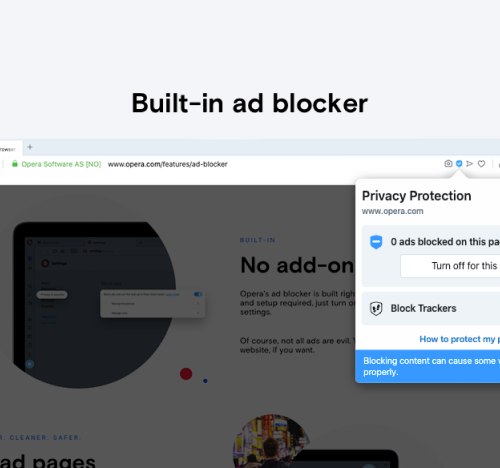 Built-in ad blocker
rowser
+
Opera Software AS [NO] www.opera.com/features/ad-blocker
Privacy Protection
www.opera.com
0 ads blocked on this pa
Turn off for this
Block Trackers
How to protect my p
Blocking content can cause some w
properly.
BUILT-IN
No add-on
Opera's ad blocker is built righ
and setup required, just turn o
settings.
Of course, not all ads are evil. 
website, if you want.
R. CLEANER. SAFER.
ad pages